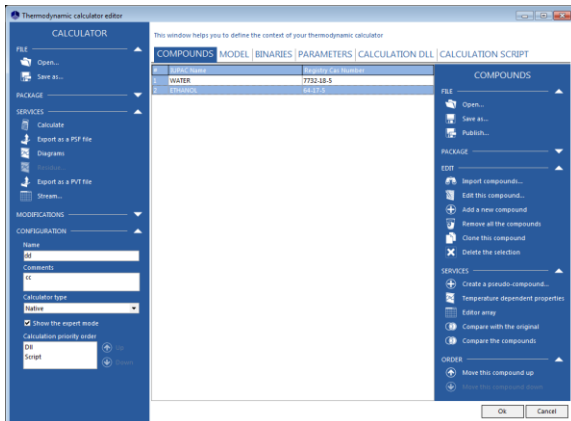 Thermodynamic calculator editor
CALCULATOR
FILE
Open...
Save as...
PACKAGE
SERVICES
Calculate
Export as a PSF file
Diagrams
Residue...
Export as a PVT file
Stream...
MODIFICATIONS
CONFIGURATION
Name
dd
Comments
cc
Calculator type
Native
Show the expert mode
Calculation priority order
Dll
Script
Up
Down
This window helps you to define the context of your thermodynamic calculator
COMPOUNDS MODEL BINARIES PARAMETERS CALCULATION DLL CALCULATION SCRIPT
# IUPAC Name Registry Cas Number
1 WATER 7732-18-5
2 ETHANOL 64-17-5
COMPOUNDS
FILE
Open...
Save as...
Publish...
PACKAGE
EDIT
Import compounds...
Edit this compound...
Add a new compound
Remove all the compounds
Clone this compound
Delete the selection
SERVICES
Create a pseudo-compound...
Temperature dependent properties
Editor array
Compare with the original
Compare the compounds
ORDER
Move this compound up
Move this compound down
Ok Cancel